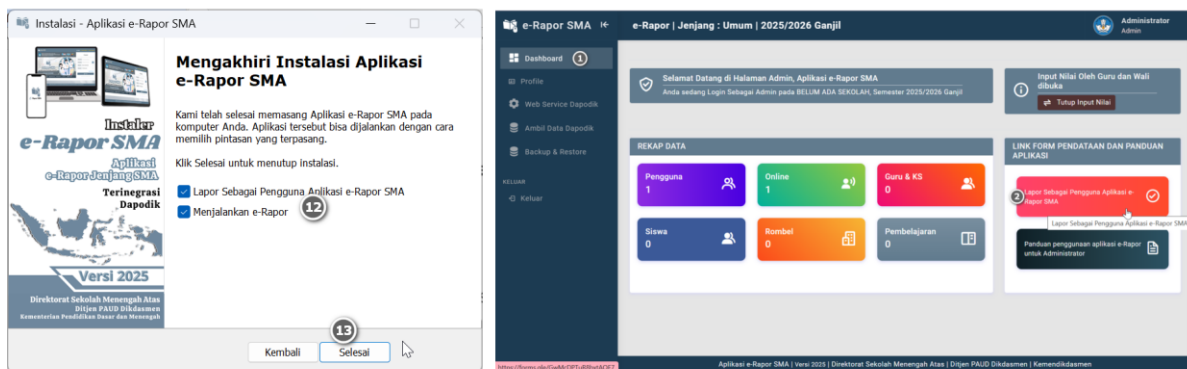 Instalasi - Aplikasi e-Rapor SMA
Instaler
e-Rapor SMA
Aplikasi
e-Rapor Jenjang SMA
Terinegrasi
Dapodik
Versi 2025
Direktorat Sekolah Menengah Atas
Ditjen PAUD Dikdasmen
Kementerian Pendidikan Dasar dan Menengah
Mengakhiri Instalasi Aplikasi
e-Rapor SMA
Kami telah selesai memasang Aplikasi e-Rapor SMA pada
komputer Anda. Aplikasi tersebut bisa dijalankan dengan cara
memilih pintasan yang terpasang.
Klik Selesai untuk menutup instalasi.
Lapor Sebagai Pengguna Aplikasi e-Rapor SMA
Menjalankan e-Rapor
12
13
Kembali
Selesai
e-Rapor SMA
e-Rapor | Jenjang : Umum | 2025/2026 Ganjil
Administrator
Admin
Dashboard
1
Profile
Web Service Dapodik
Ambil Data Dapodik
Backup & Restore
KELUAR
Keluar
Selamat Datang di Halaman Admin, Aplikasi e-Rapor SMA
Anda sedang Login Sebagai Admin pada BELUM ADA SEKOLAH, Semester 2025/2026 Ganjil
Input Nilai Oleh Guru dan Wali
dibuka
Tutup Input Nilai
REKAP DATA
Pengguna
1
Online
1
Guru & KS
0
Siswa
0
Rombel
0
Pembelajaran
0
LINK FORM PENDATAAN DAN PANDUAN
APLIKASI
2
Lapor Sebagai Pengguna Aplikasi e-
Rapor SMA
Lapor Sebagai Pengguna Aplikasi e-Rapor SMA
Panduan penggunaan aplikasi e-Rapor
untuk Administrator
Aplikasi e-Rapor SMA | Versi 2025 | Direktorat Sekolah Menengah Atas | Ditjen PAUD Dikdasmen | Kemendikdasmen